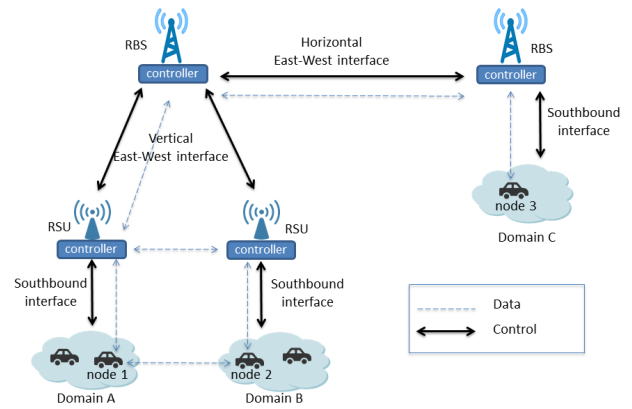 RBS
controller
Horizontal
East-West interface
RBS
controller
Vertical
East-West interface
Southbound
interface
node 3
Domain C
RSU
controller
RSU
controller
Southbound
interface
Southbound
interface
node 1
node 2
Domain A
Domain B
Data
Control